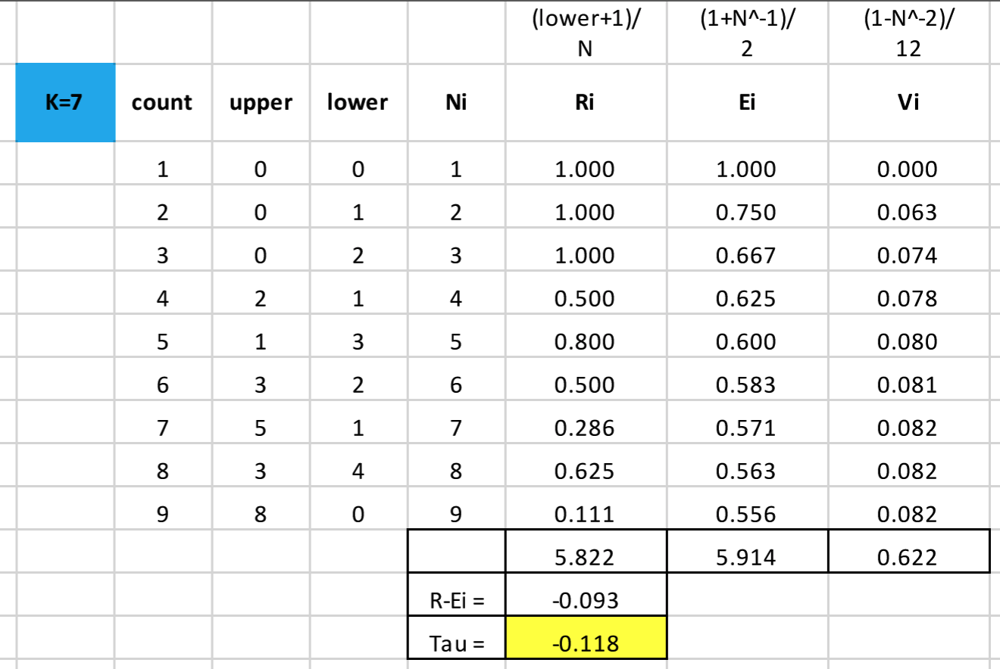 (lower+1)/ (1+N^-1)/ (1-N^-2)/
N 2 12
K=7 count upper lower Ni Ri Ei Vi
1 0 0 1 1.000 1.000 0.000
2 0 1 2 1.000 0.750 0.063
3 0 2 3 1.000 0.667 0.074
4 2 1 4 0.500 0.625 0.078
5 1 3 5 0.800 0.600 0.080
6 3 2 6 0.500 0.583 0.081
7 5 1 7 0.286 0.571 0.082
8 3 4 8 0.625 0.563 0.082
9 8 0 9 0.111 0.556 0.082
5.822 5.914 0.622
R-Ei = -0.093
Tau = -0.118